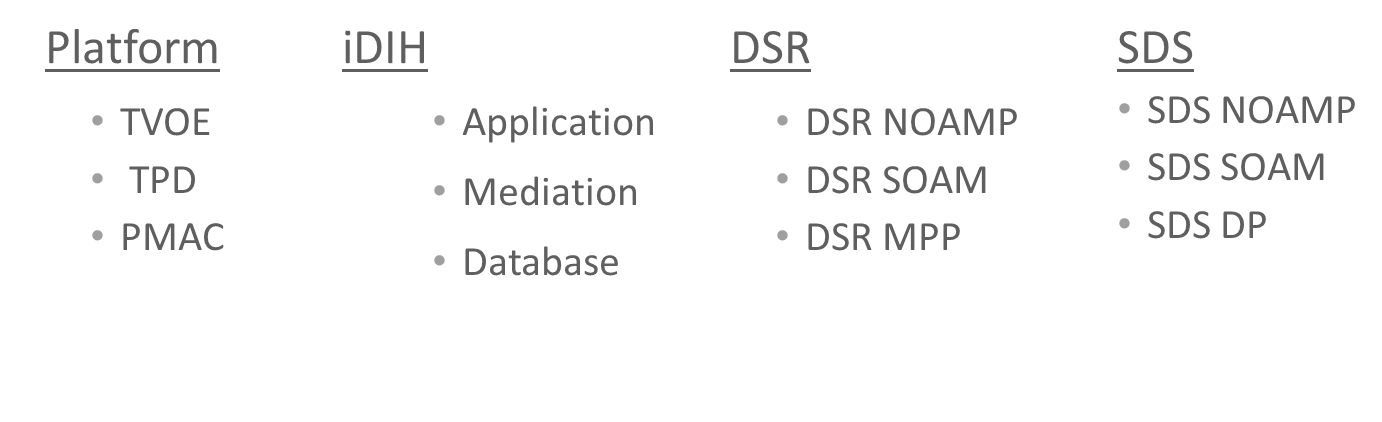 Platform
• TVOE
• TPD
• PMAC
iDIH
• Application
• Mediation
• Database
DSR
• DSR NOAMP
• DSR SOAM
• DSR MPP
SDS
• SDS NOAMP
• SDS SOAM
• SDS DP